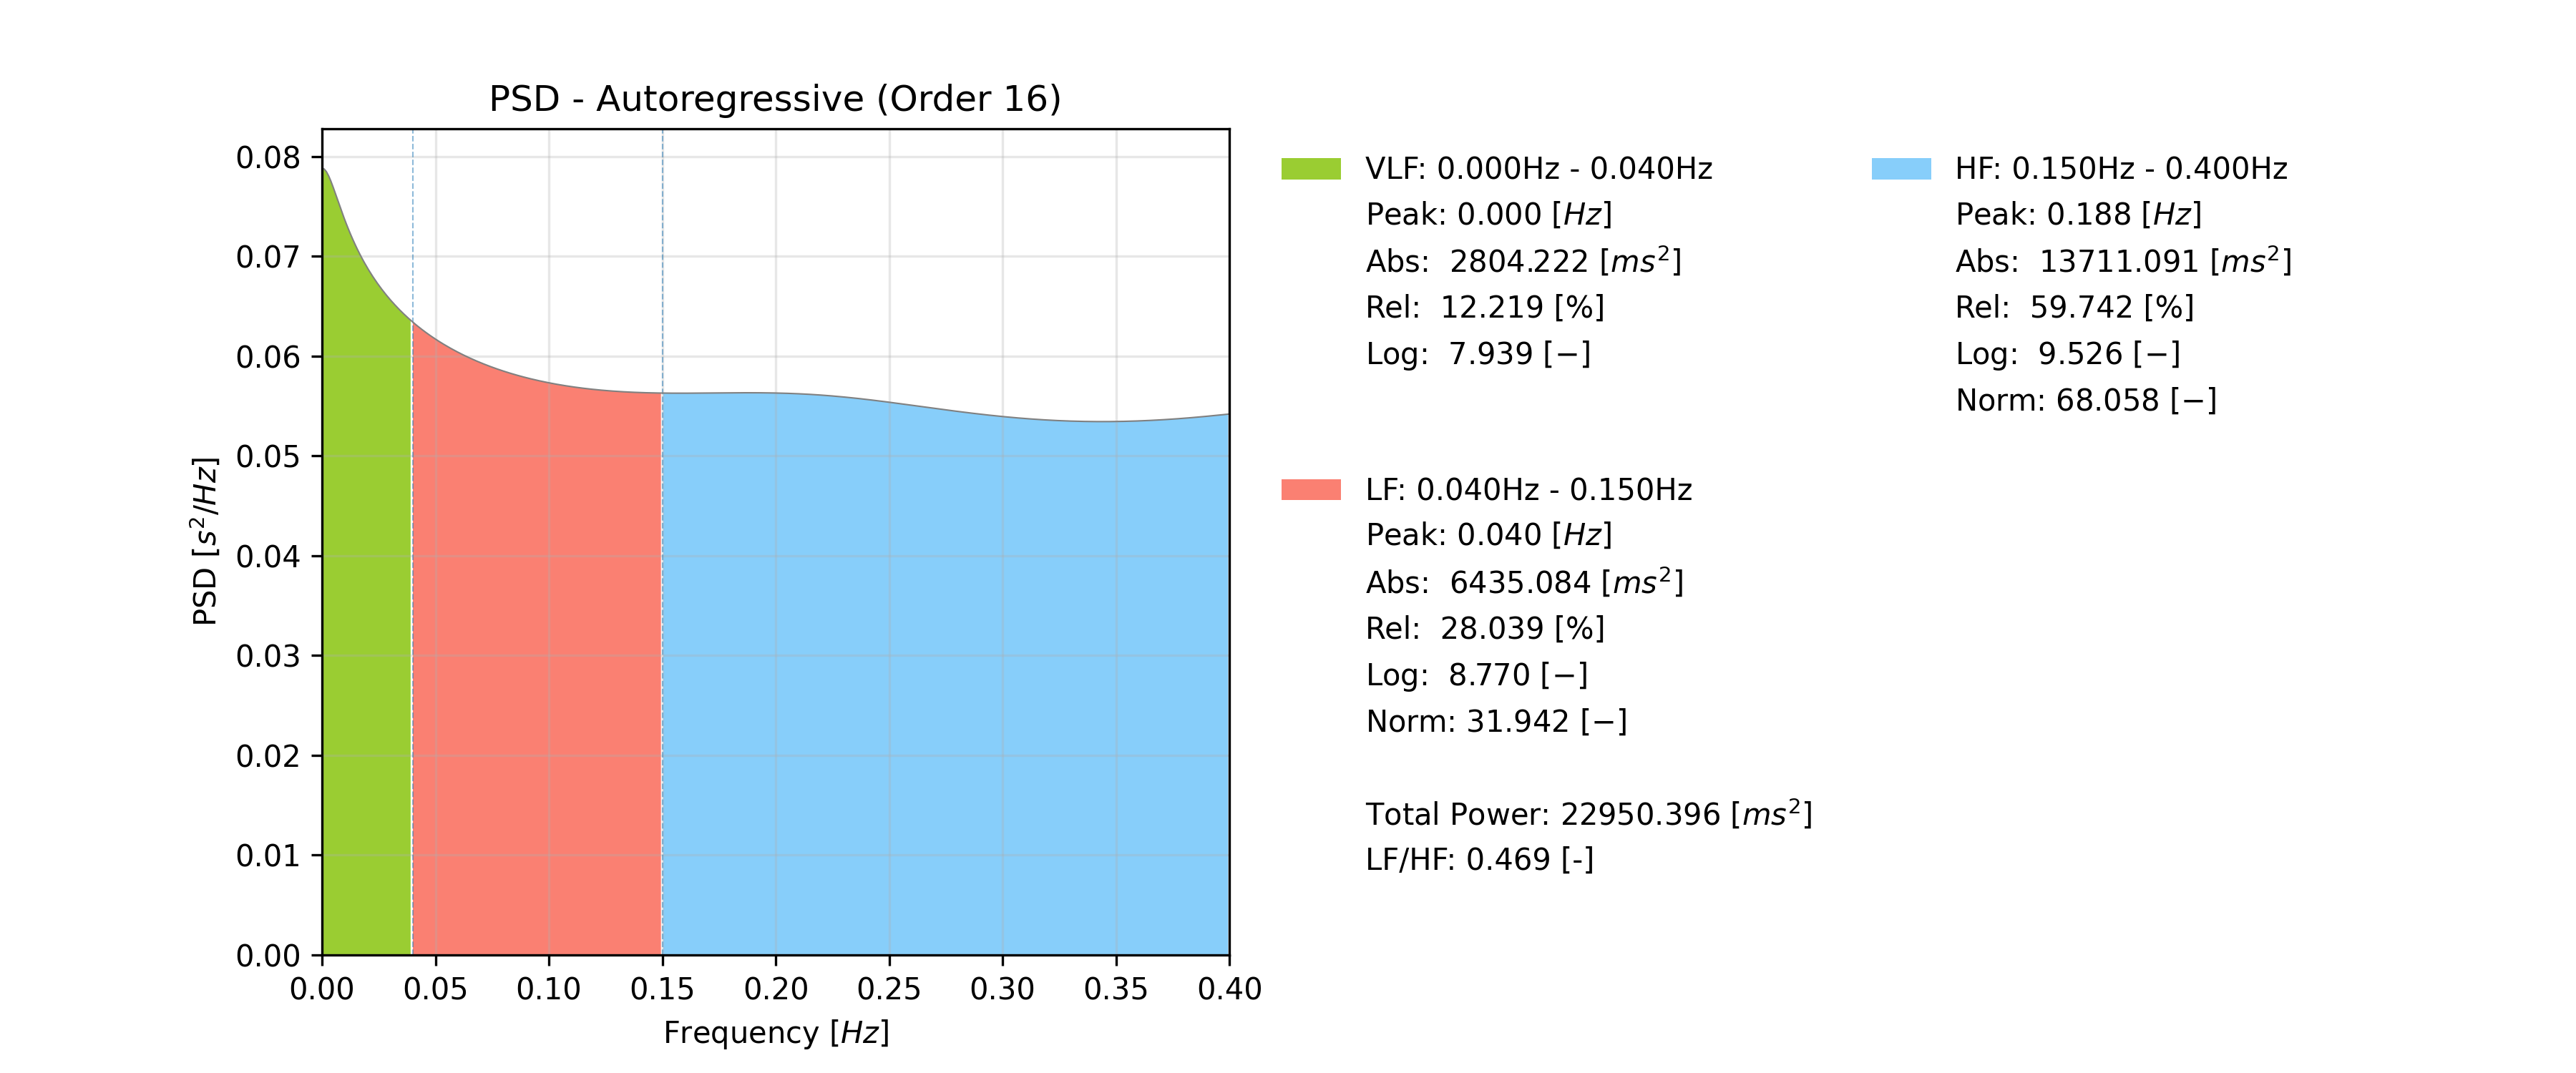 PSD - Autoregressive (Order 16)
PSD [s²/Hz]
0.08
0.07
0.06
0.05
0.04
0.03
0.02
0.01
0.00
0.00 0.05 0.10 0.15 0.20 0.25 0.30 0.35 0.40
Frequency [Hz]
VLF: 0.000Hz - 0.040Hz
Peak: 0.000 [Hz]
Abs: 2804.222 [ms²]
Rel: 12.219 [%]
Log: 7.939 [−]
LF: 0.040Hz - 0.150Hz
Peak: 0.040 [Hz]
Abs: 6435.084 [ms²]
Rel: 28.039 [%]
Log: 8.770 [−]
Norm: 31.942 [−]
Total Power: 22950.396 [ms²]
LF/HF: 0.469 [-]
HF: 0.150Hz - 0.400Hz
Peak: 0.188 [Hz]
Abs: 13711.091 [ms²]
Rel: 59.742 [%]
Log: 9.526 [−]
Norm: 68.058 [−]